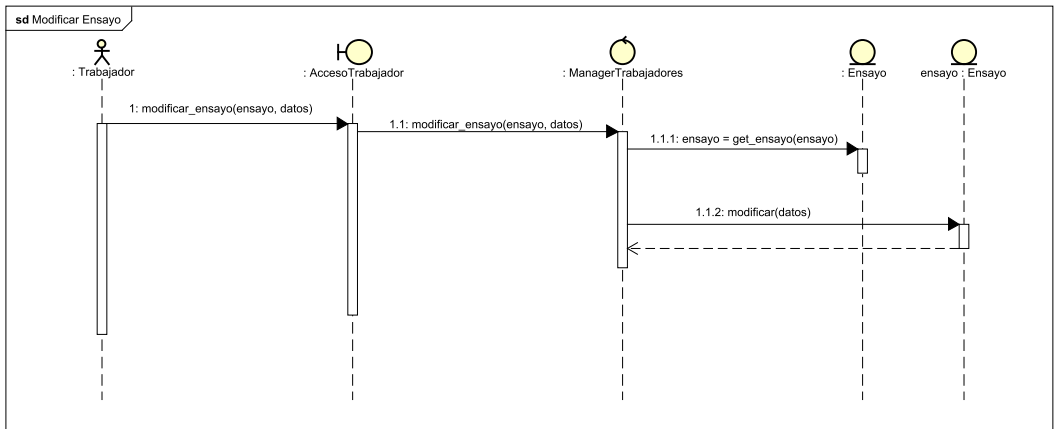 sd Modificar Ensayo
: Trabajador
: AccesoTrabajador
: ManagerTrabajadores
: Ensayo
ensayo : Ensayo
1: modificar_ensayo(ensayo, datos)
1.1: modificar_ensayo(ensayo, datos)
1.1.1: ensayo = get_ensayo(ensayo)
1.1.2: modificar(datos)